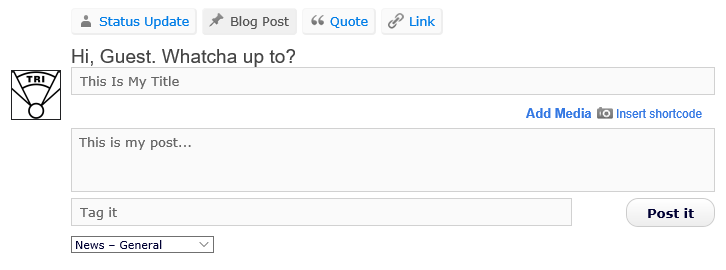 Status Update Blog Post Quote Link
Hi, Guest. Whatcha up to?
TRI
This Is My Title
Add Media Insert shortcode
This is my post...
Tag it Post it
News – General